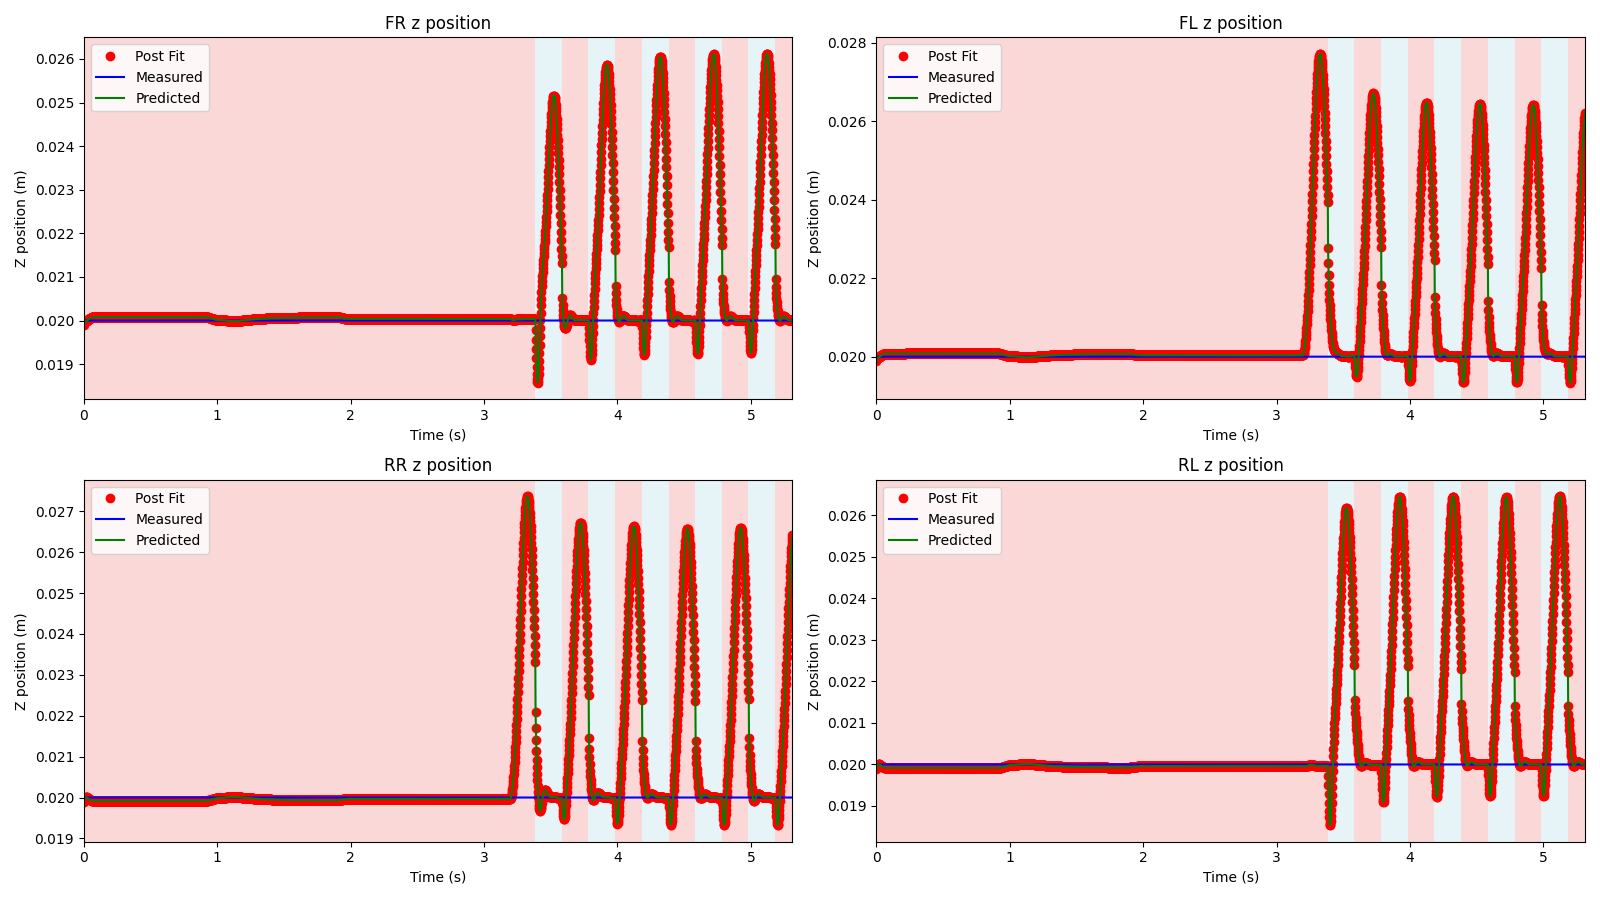 FR z position
Z position (m)
0.026
0.025
0.024
0.023
0.022
0.021
0.020
0.019
Post Fit
Measured
Predicted
0 1 2 3 4 5
Time (s)
FL z position
Z position (m)
0.028
0.026
0.024
0.022
0.020
Post Fit
Measured
Predicted
0 1 2 3 4 5
Time (s)
RR z position
Z position (m)
0.027
0.026
0.025
0.024
0.023
0.022
0.021
0.020
0.019
Post Fit
Measured
Predicted
0 1 2 3 4 5
Time (s)
RL z position
Z position (m)
0.026
0.025
0.024
0.023
0.022
0.021
0.020
0.019
Post Fit
Measured
Predicted
0 1 2 3 4 5
Time (s)